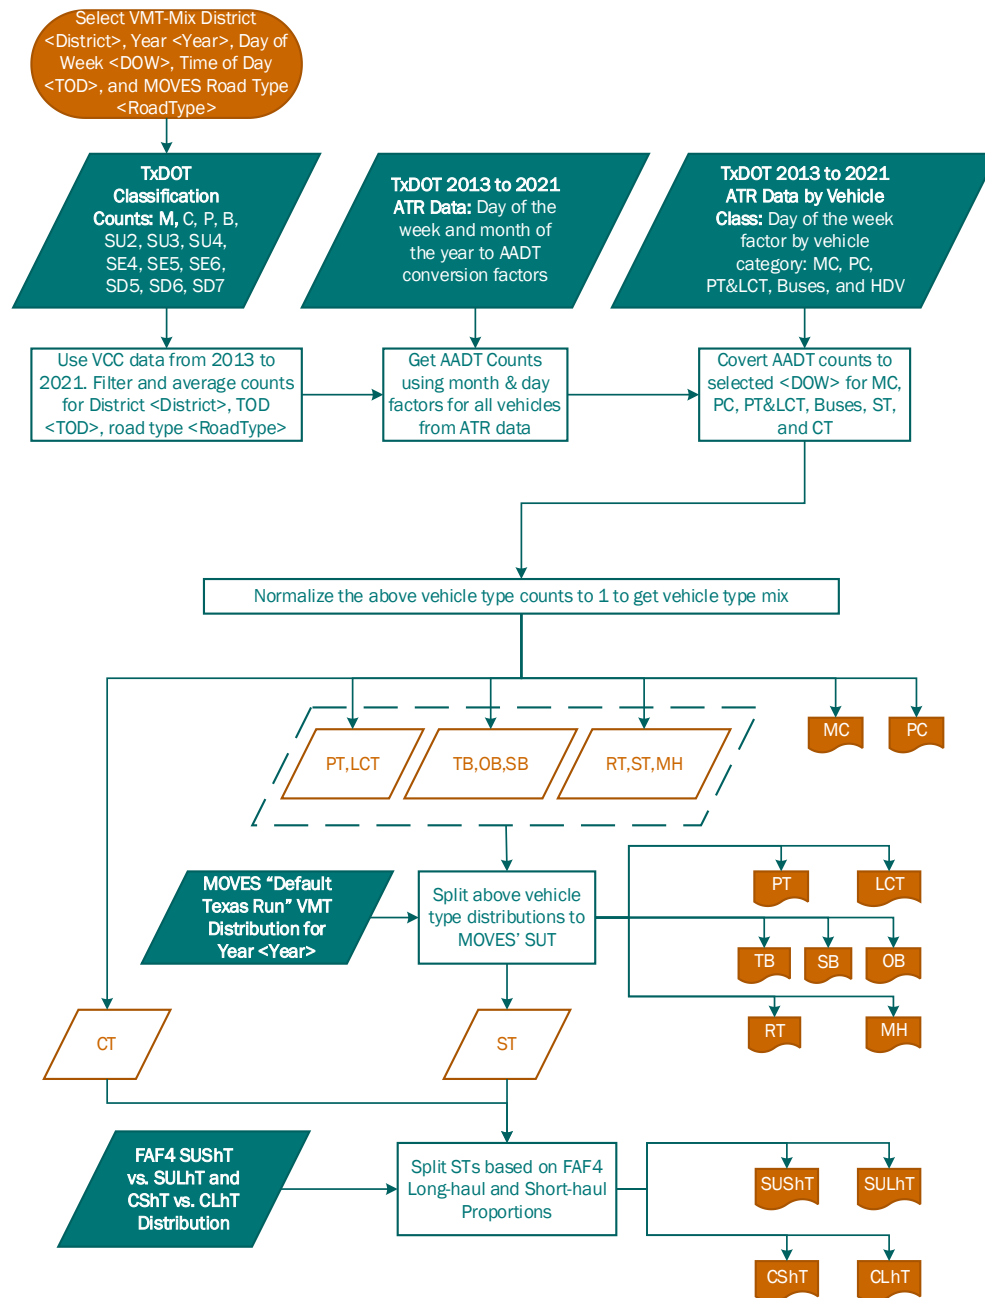 Select VMT-Mix District
<District>, Year <Year>, Day of
Week <DOW>, Time of Day
<TOD>, and MOVES Road Type
<RoadType>
TxDOT
Classification
Counts: M, C, P, B,
SU2, SU3, SU4,
SE4, SE5, SE6,
SD5, SD6, SD7
TxDOT 2013 to 2021
ATR Data: Day of the
week and month of
the year to AADT
conversion factors
TxDOT 2013 to 2021
ATR Data by Vehicle
Class: Day of the week
factor by vehicle
category: MC, PC,
PT&LCT, Buses, and HDV
Use VCC data from 2013 to
2021. Filter and average counts
for District <District>, TOD
<TOD>, road type <RoadType>
Get AADT Counts
using month & day
factors for all vehicles
from ATR data
Covert AADT counts to
selected <DOW> for MC,
PC, PT&LCT, Buses, ST,
and CT
Normalize the above vehicle type counts to 1 to get vehicle type mix
MC
PC
PT,LCT
TB,OB,SB
RT,ST,MH
MOVES “Default
Texas Run” VMT
Distribution for
Year <Year>
Split above vehicle
type distributions to
MOVES’ SUT
PT
LCT
TB
SB
OB
RT
MH
CT
ST
FAF4 SUShT
vs. SULhT and
CShT vs. CLhT
Distribution
Split STs based on FAF4
Long-haul and Short-haul
Proportions
SUShT
SULhT
CShT
CLhT